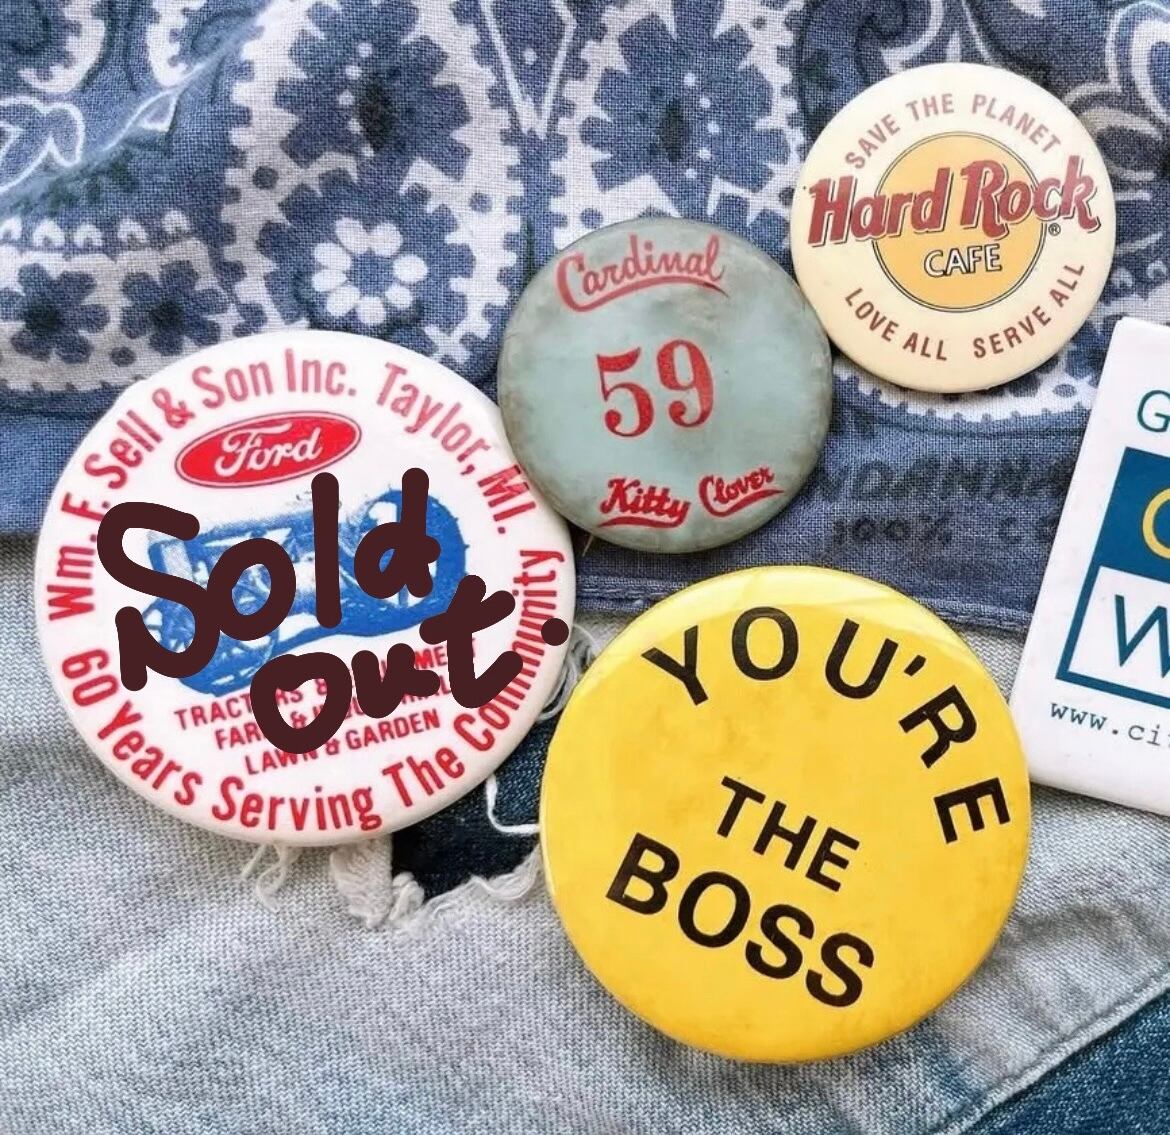 SAVE THE PLANET
Hard Rock
CAFE
LOVE ALL SERVE ALL
Cardinal
59
Kitty Clover
Wm. F. Sell & Son Inc. Taylor, MI.
Ford
Sold
out.
LAWN & GARDEN
60 Years Serving The Community
YOU'RE
THE
BOSS
G
W
www.ci
100% C